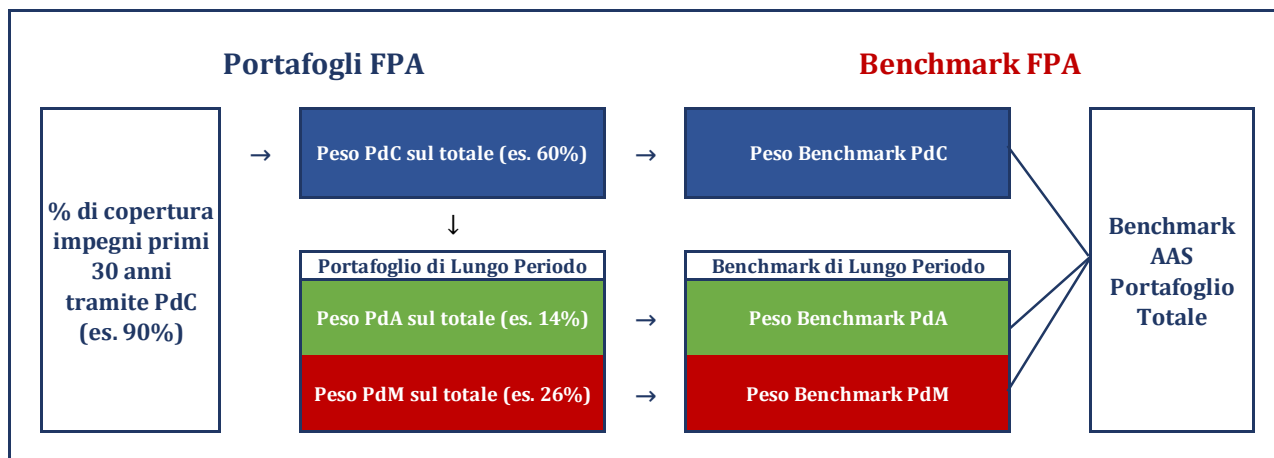 Portafogli FPA
Benchmark FPA
% di copertura
impegni primi
30 anni
tramite PdC
(es. 90%)
→
Peso PdC sul totale (es. 60%)
→
Peso Benchmark PdC
↓
Portafoglio di Lungo Periodo
Benchmark di Lungo Periodo
Peso PdA sul totale (es. 14%)
→
Peso Benchmark PdA
Peso PdM sul totale (es. 26%)
→
Peso Benchmark PdM
Benchmark
AAS
Portafoglio
Totale